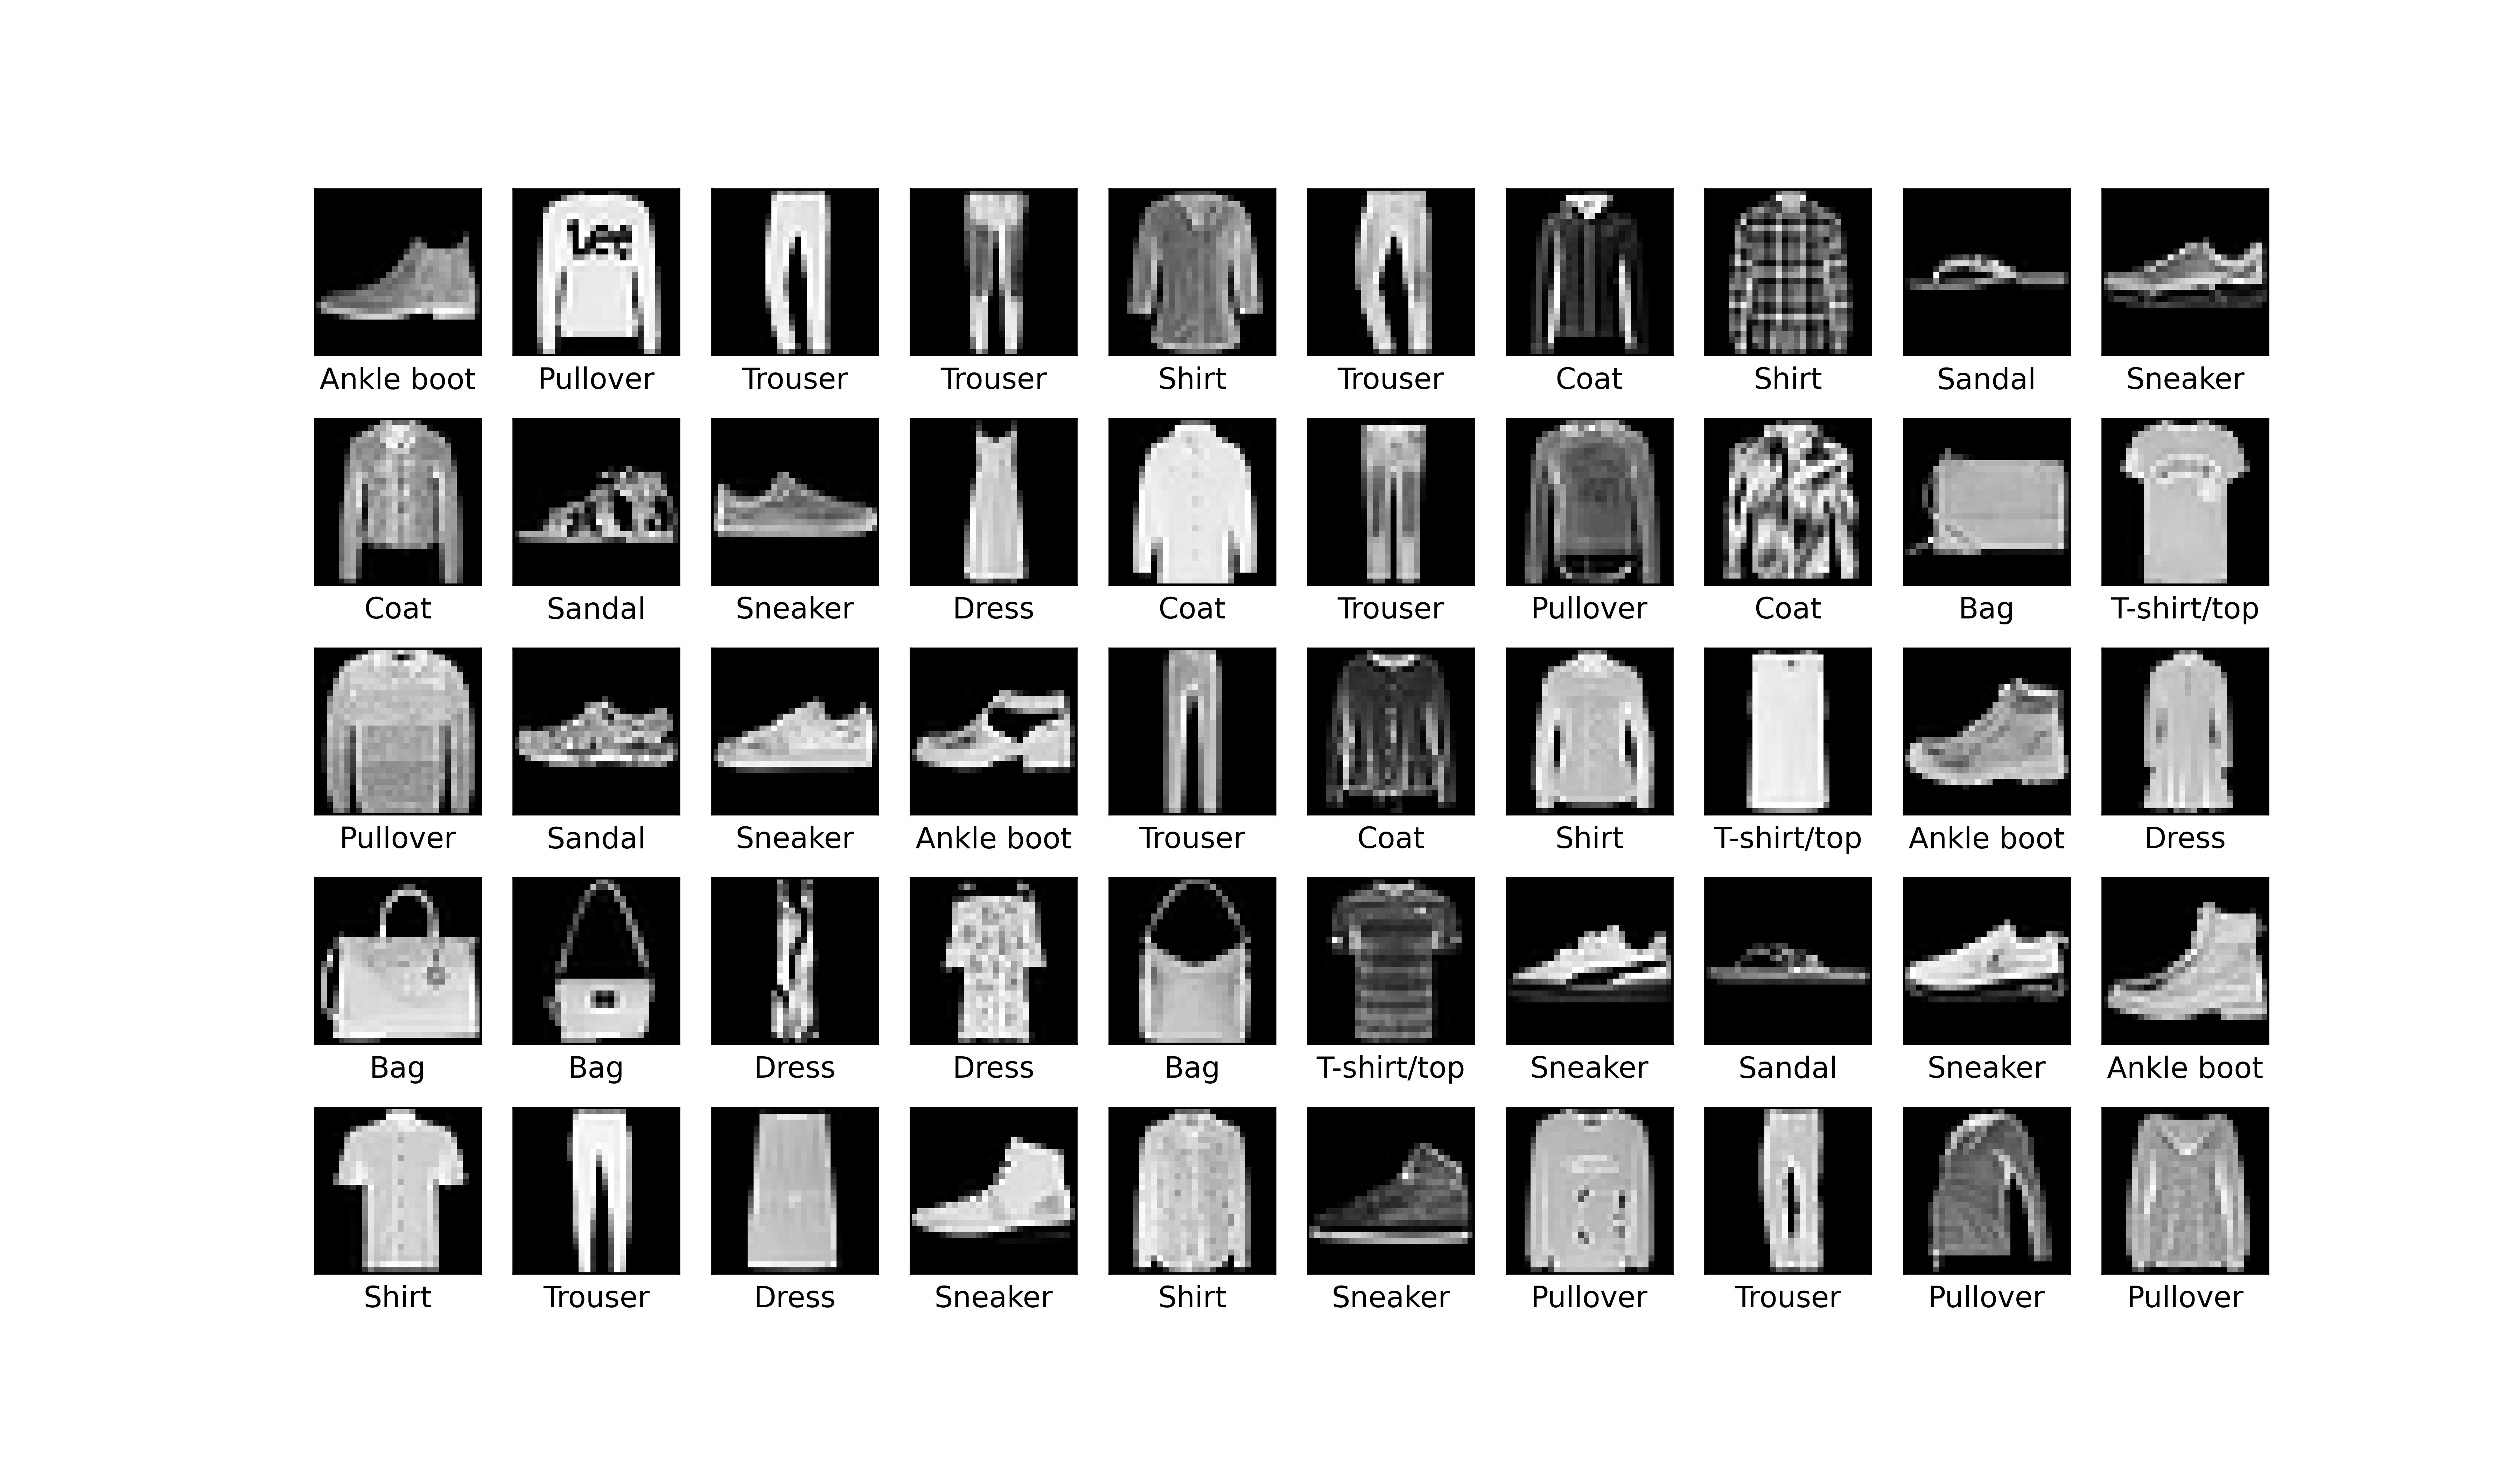 Lee
Ankle boot Pullover Trouser Trouser Shirt Trouser Coat Shirt Sandal Sneaker
Coat Sandal Sneaker Dress Coat Trouser Pullover Coat Bag T-shirt/top
Pullover Sandal Sneaker Ankle boot Trouser Coat Shirt T-shirt/top Ankle boot Dress
Bag Bag Dress Dress Bag T-shirt/top Sneaker Sandal Sneaker Ankle boot
Shirt Trouser Dress Sneaker Shirt Sneaker Pullover Trouser Pullover Pullover